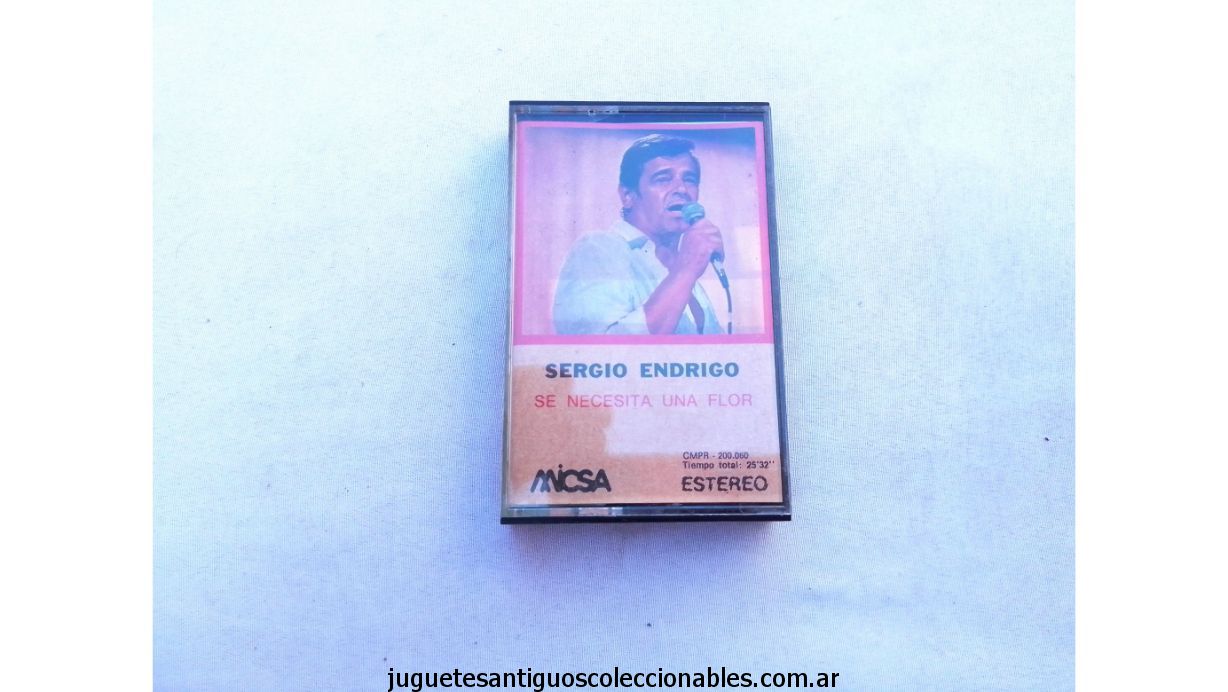 SERGIO ENDRIGO
SE NECESITA UNA FLOR
CMPR - 200.060
Tiempo total: 25'32''
MICSA
ESTEREO
juguetesantiguoscoleccionables.com.ar